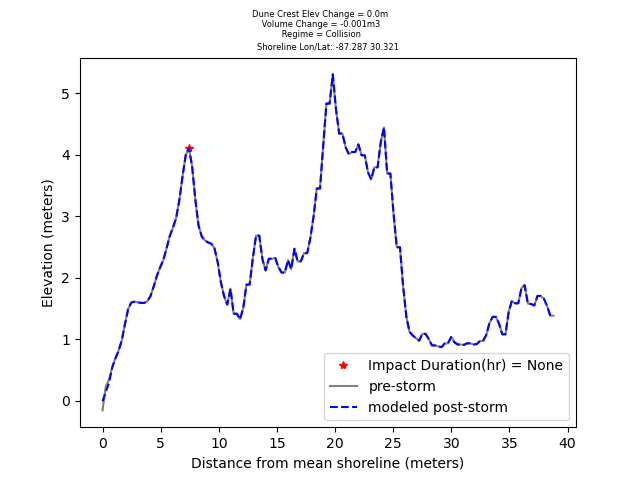 Dune Crest Elev Change = 0.0m
Volume Change = -0.001m3
Regime = Collision
Shoreline Lon/Lat: -87.287 30.321
Elevation (meters)
5
4
3
2
1
0
Impact Duration(hr) = None
pre-storm
modeled post-storm
0 5 10 15 20 25 30 35 40
Distance from mean shoreline (meters)